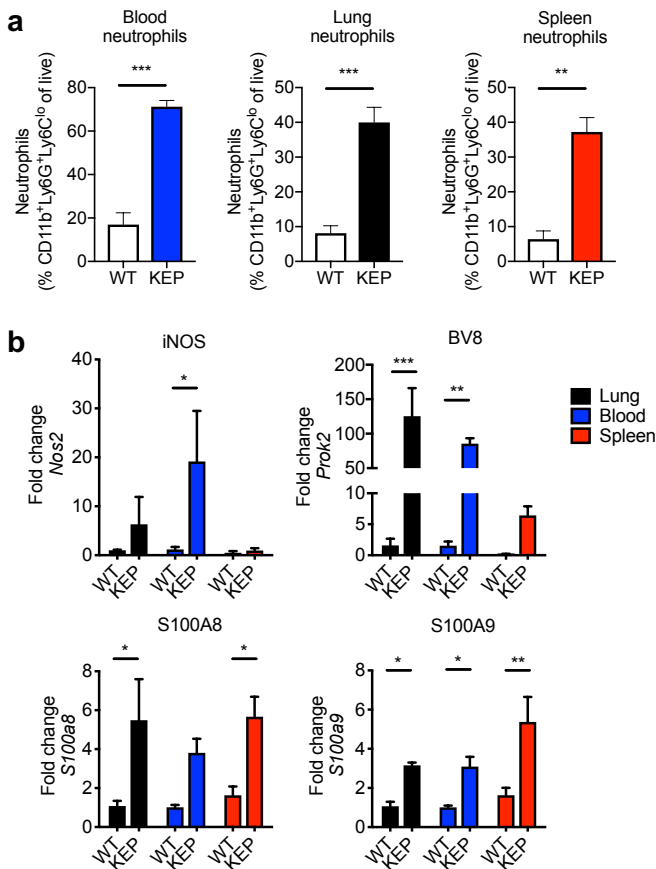 a
Blood
neutrophils
Lung
neutrophils
Spleen
neutrophils
Neutrophils
(% CD11b⁺Ly6G⁺Ly6Cˡᵒ of live)
80
60
40
20
0
***
WT KEP
Neutrophils
(% CD11b⁺Ly6G⁺Ly6Cˡᵒ of live)
50
40
30
20
10
0
***
WT KEP
Neutrophils
(% CD11b⁺Ly6G⁺Ly6Cˡᵒ of live)
50
40
30
20
10
0
**
WT KEP
b
iNOS
Fold change
Nos2
40
30
20
10
0
*
WT KEP WT KEP WT KEP
BV8
Fold change
Prok2
200
150
100
50
10
5
0
***
**
WT KEP WT KEP WT KEP
Lung
Blood
Spleen
S100A8
Fold change
S100a8
8
6
4
2
0
*
*
WT KEP WT KEP WT KEP
S100A9
Fold change
S100a9
8
6
4
2
0
*
*
**
WT KEP WT KEP WT KEP